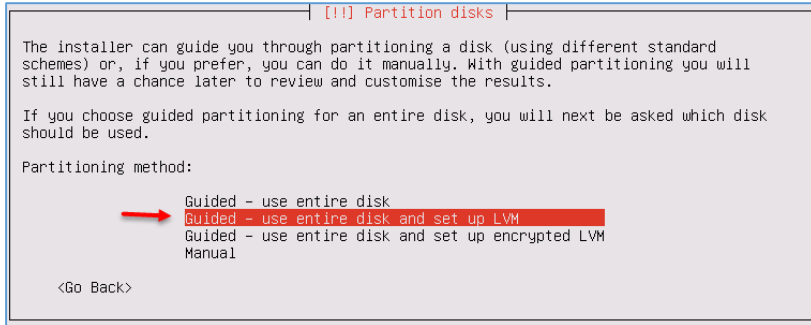 [!!] Partition disks
The installer can guide you through partitioning a disk (using different standard
schemes) or, if you prefer, you can do it manually. With guided partitioning you will
still have a chance later to review and customise the results.
If you choose guided partitioning for an entire disk, you will next be asked which disk
should be used.
Partitioning method:
Guided - use entire disk
Guided - use entire disk and set up LVM
Guided - use entire disk and set up encrypted LVM
Manual
<Go Back>